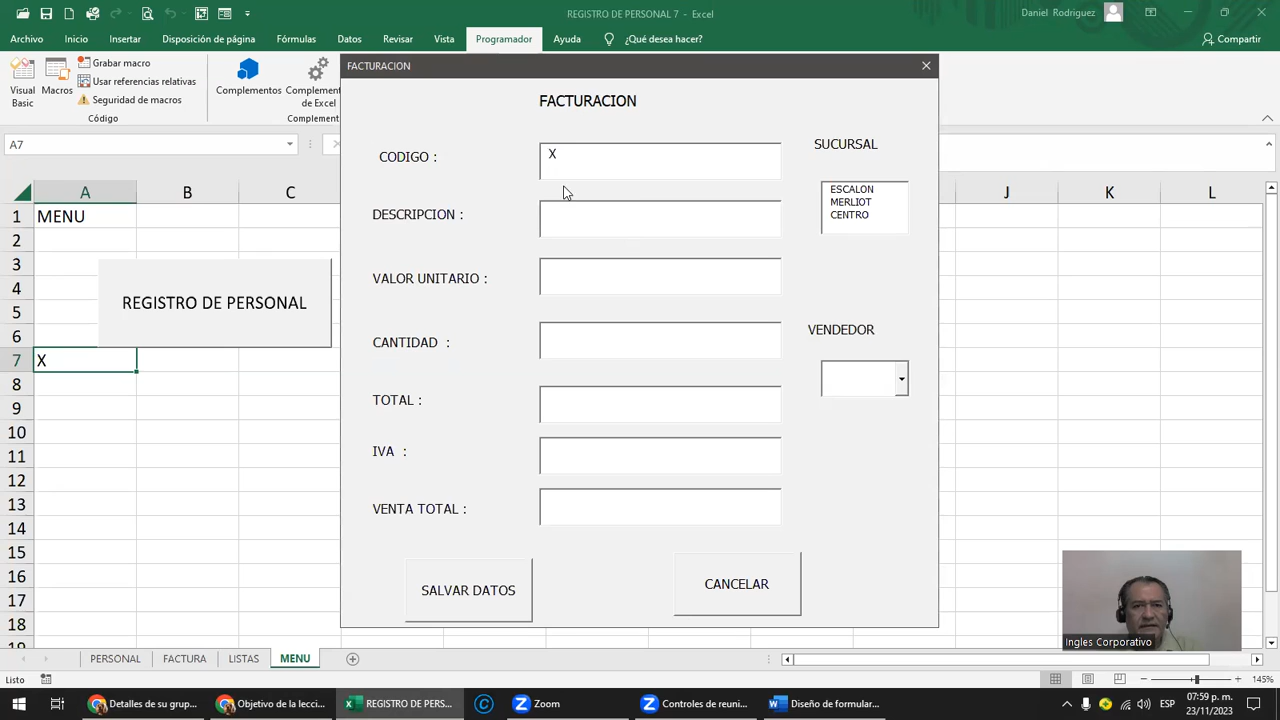 REGISTRO DE PERSONAL 7 - Excel
Daniel Rodriguez
Archivo Inicio Insertar Disposición de página Fórmulas Datos Revisar Vista Programador Ayuda ¿Qué desea hacer? Compartir
Visual Basic
Macros
Grabar macro
Usar referencias relativas
Seguridad de macros
Código
Complementos
Complement de Excel
Complement
A7
A B C J K L
1 MENU
2
3
4
5
6
7 X
8
9
10
11
12
13
14
15
16
17
18
REGISTRO DE PERSONAL
FACTURACION
FACTURACION
CODIGO : X
DESCRIPCION :
VALOR UNITARIO :
CANTIDAD :
TOTAL :
IVA :
VENTA TOTAL :
SUCURSAL
ESCALON
MERLIOT
CENTRO
VENDEDOR
SALVAR DATOS
CANCELAR
Ingles Corporativo
PERSONAL FACTURA LISTAS MENU
Listo
145%
Detalles de su grup...
Objetivo de la lecci...
REGISTRO DE PERS...
Zoom
Controles de reuni...
Diseño de formular...
ESP
07:59 p. m.
23/11/2023